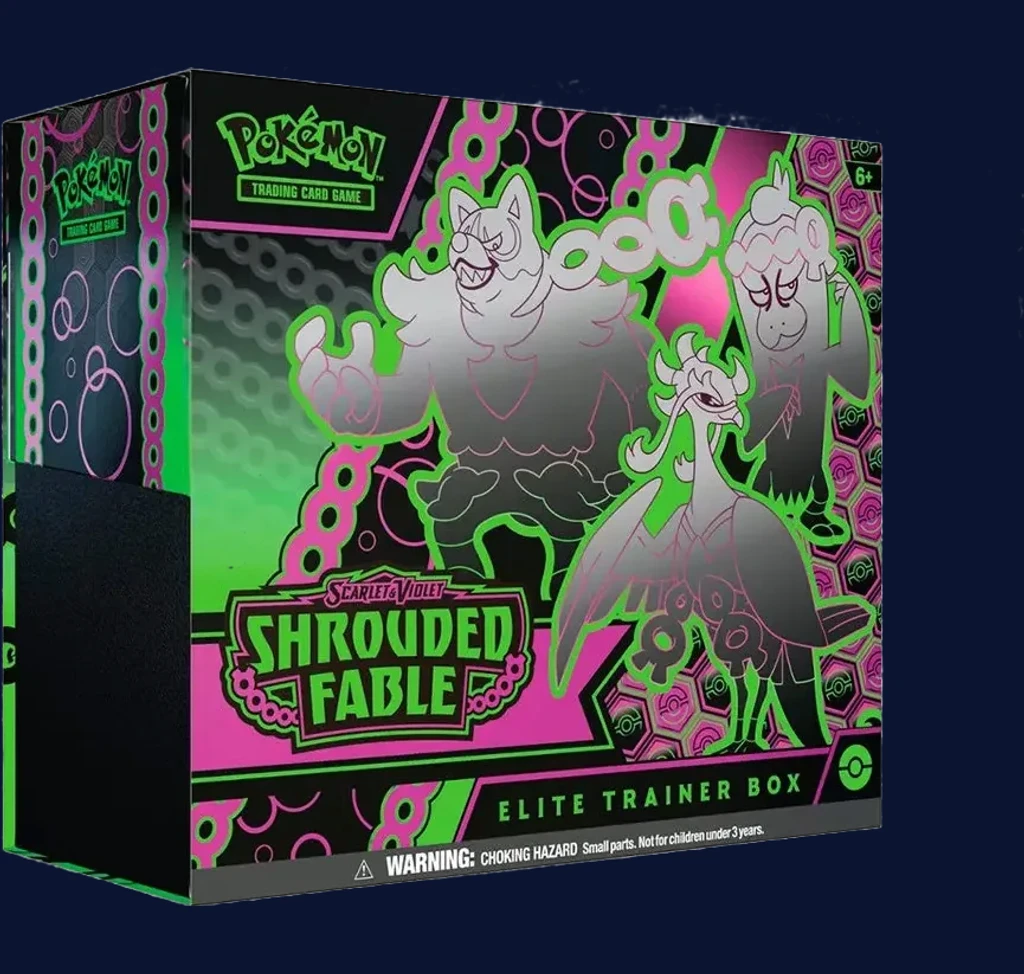 POKéMON™
TRADING CARD GAME
POKéMON
TRADING CARD GAME
6+
SCARLET & VIOLET
SHROUDED
FABLE
ELITE TRAINER BOX
WARNING: CHOKING HAZARD Small parts. Not for children under 3 years.